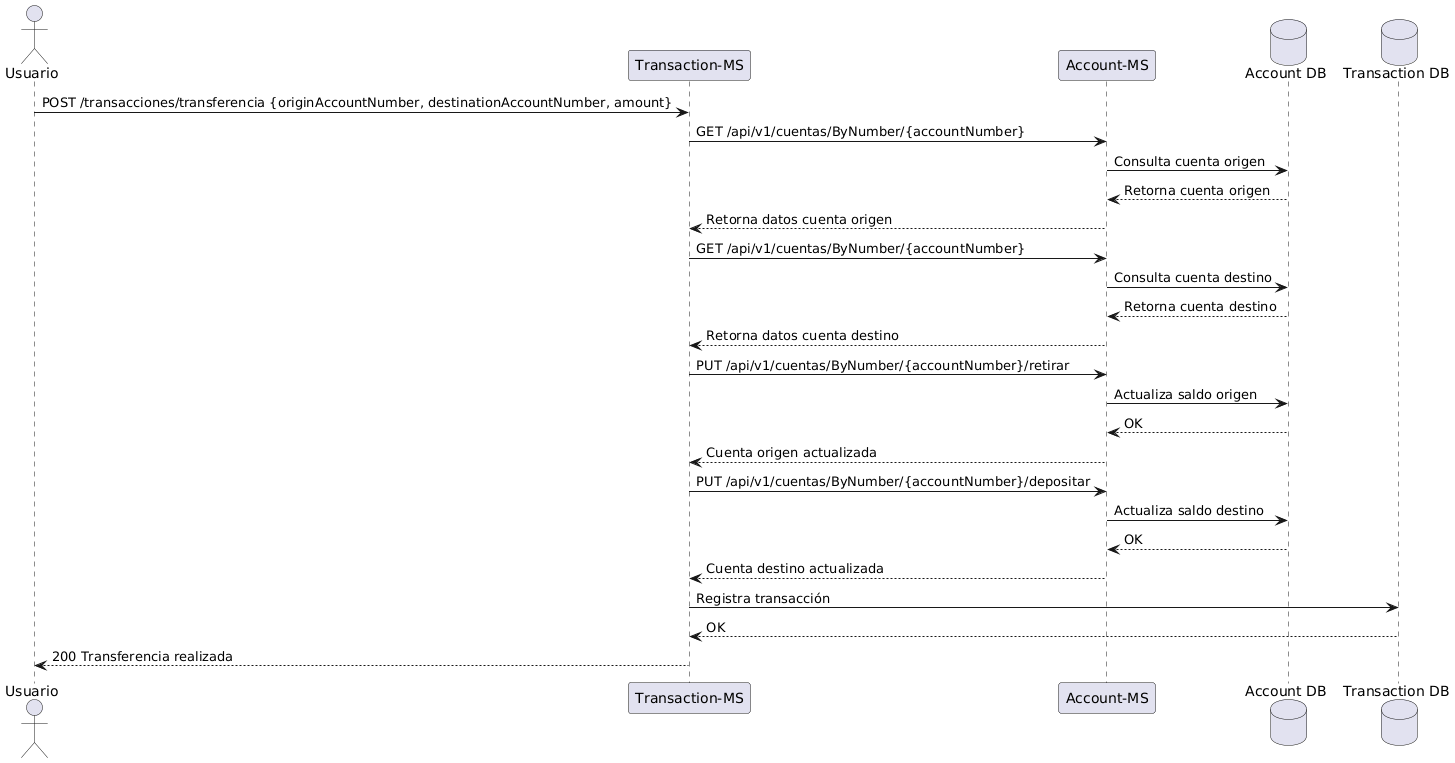 Usuario
Transaction-MS
Account-MS
Account DB
Transaction DB
POST /transacciones/transferencia {originAccountNumber, destinationAccountNumber, amount}
GET /api/v1/cuentas/ByNumber/{accountNumber}
Consulta cuenta origen
Retorna cuenta origen
Retorna datos cuenta origen
GET /api/v1/cuentas/ByNumber/{accountNumber}
Consulta cuenta destino
Retorna cuenta destino
Retorna datos cuenta destino
PUT /api/v1/cuentas/ByNumber/{accountNumber}/retirar
Actualiza saldo origen
OK
Cuenta origen actualizada
PUT /api/v1/cuentas/ByNumber/{accountNumber}/depositar
Actualiza saldo destino
OK
Cuenta destino actualizada
Registra transacción
OK
200 Transferencia realizada
Usuario
Transaction-MS
Account-MS
Account DB
Transaction DB